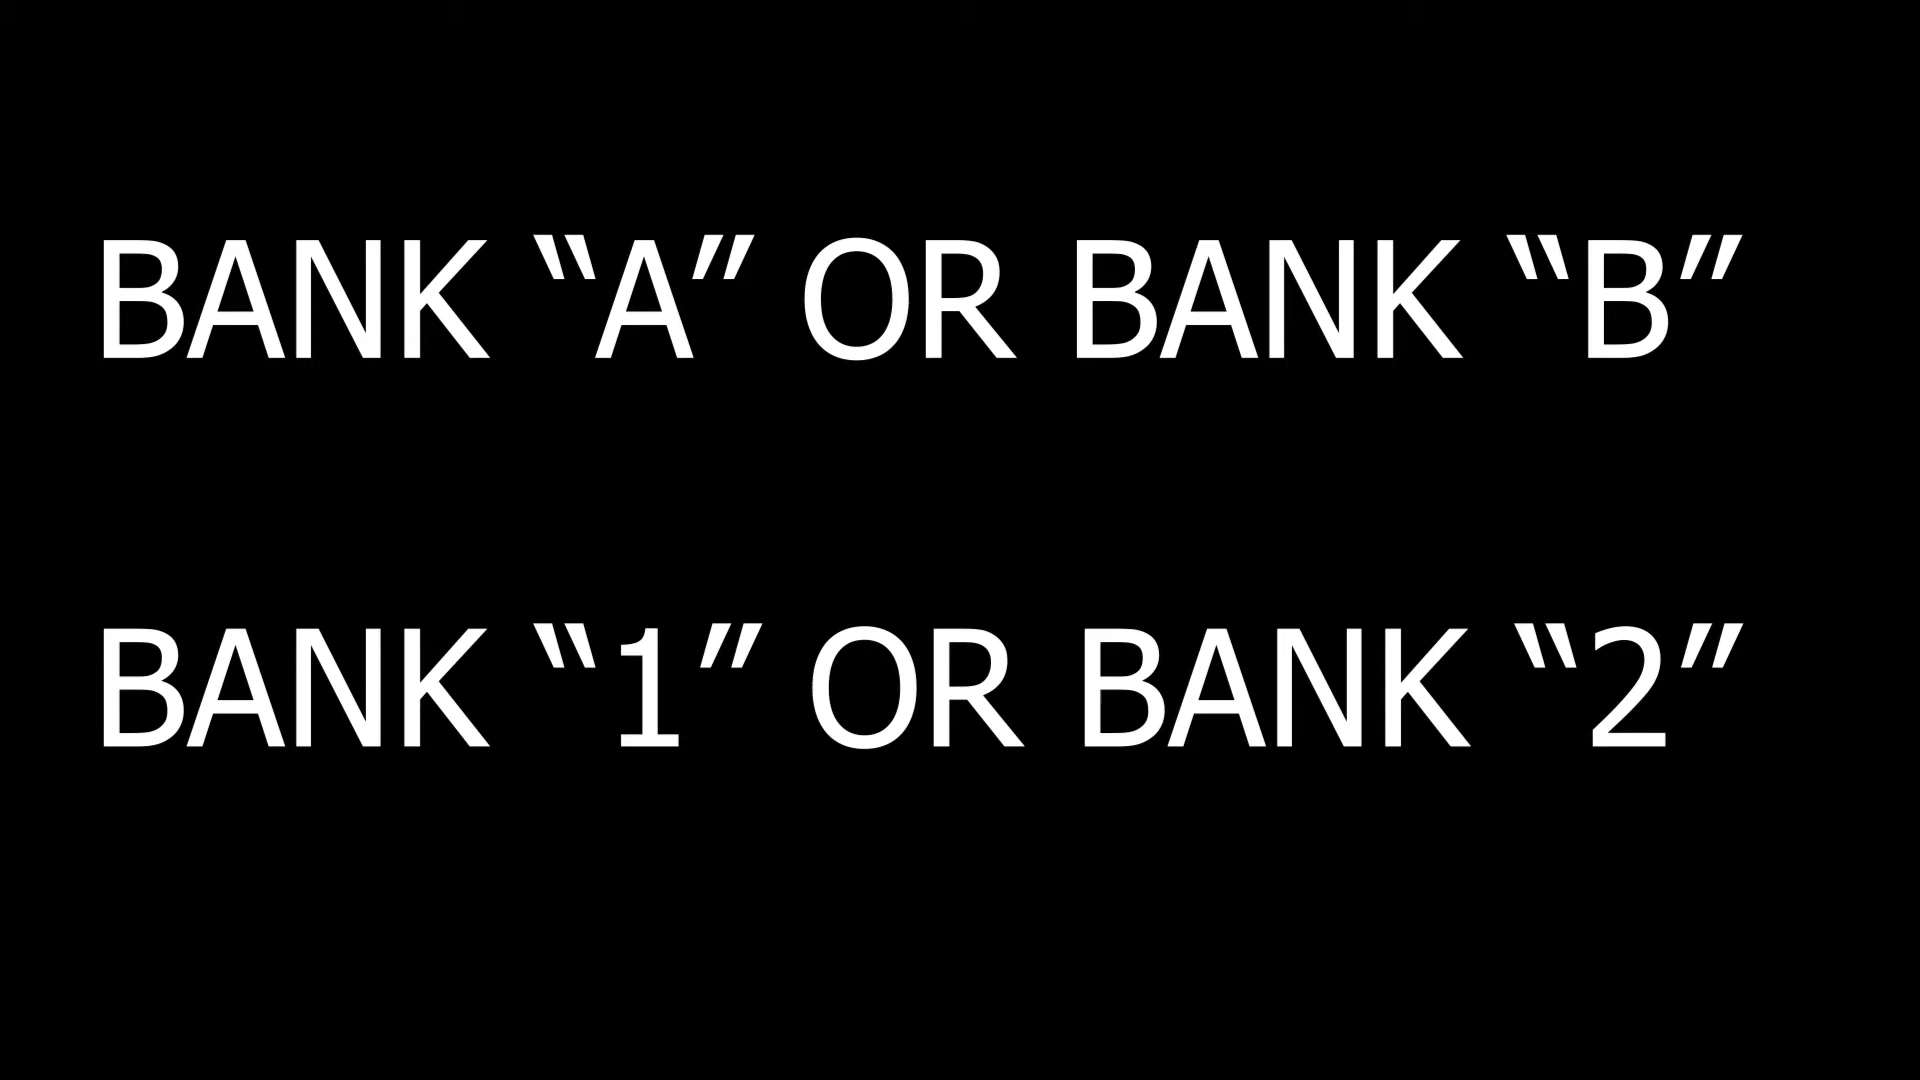 BANK “A” OR BANK “B”
BANK “1” OR BANK “2”